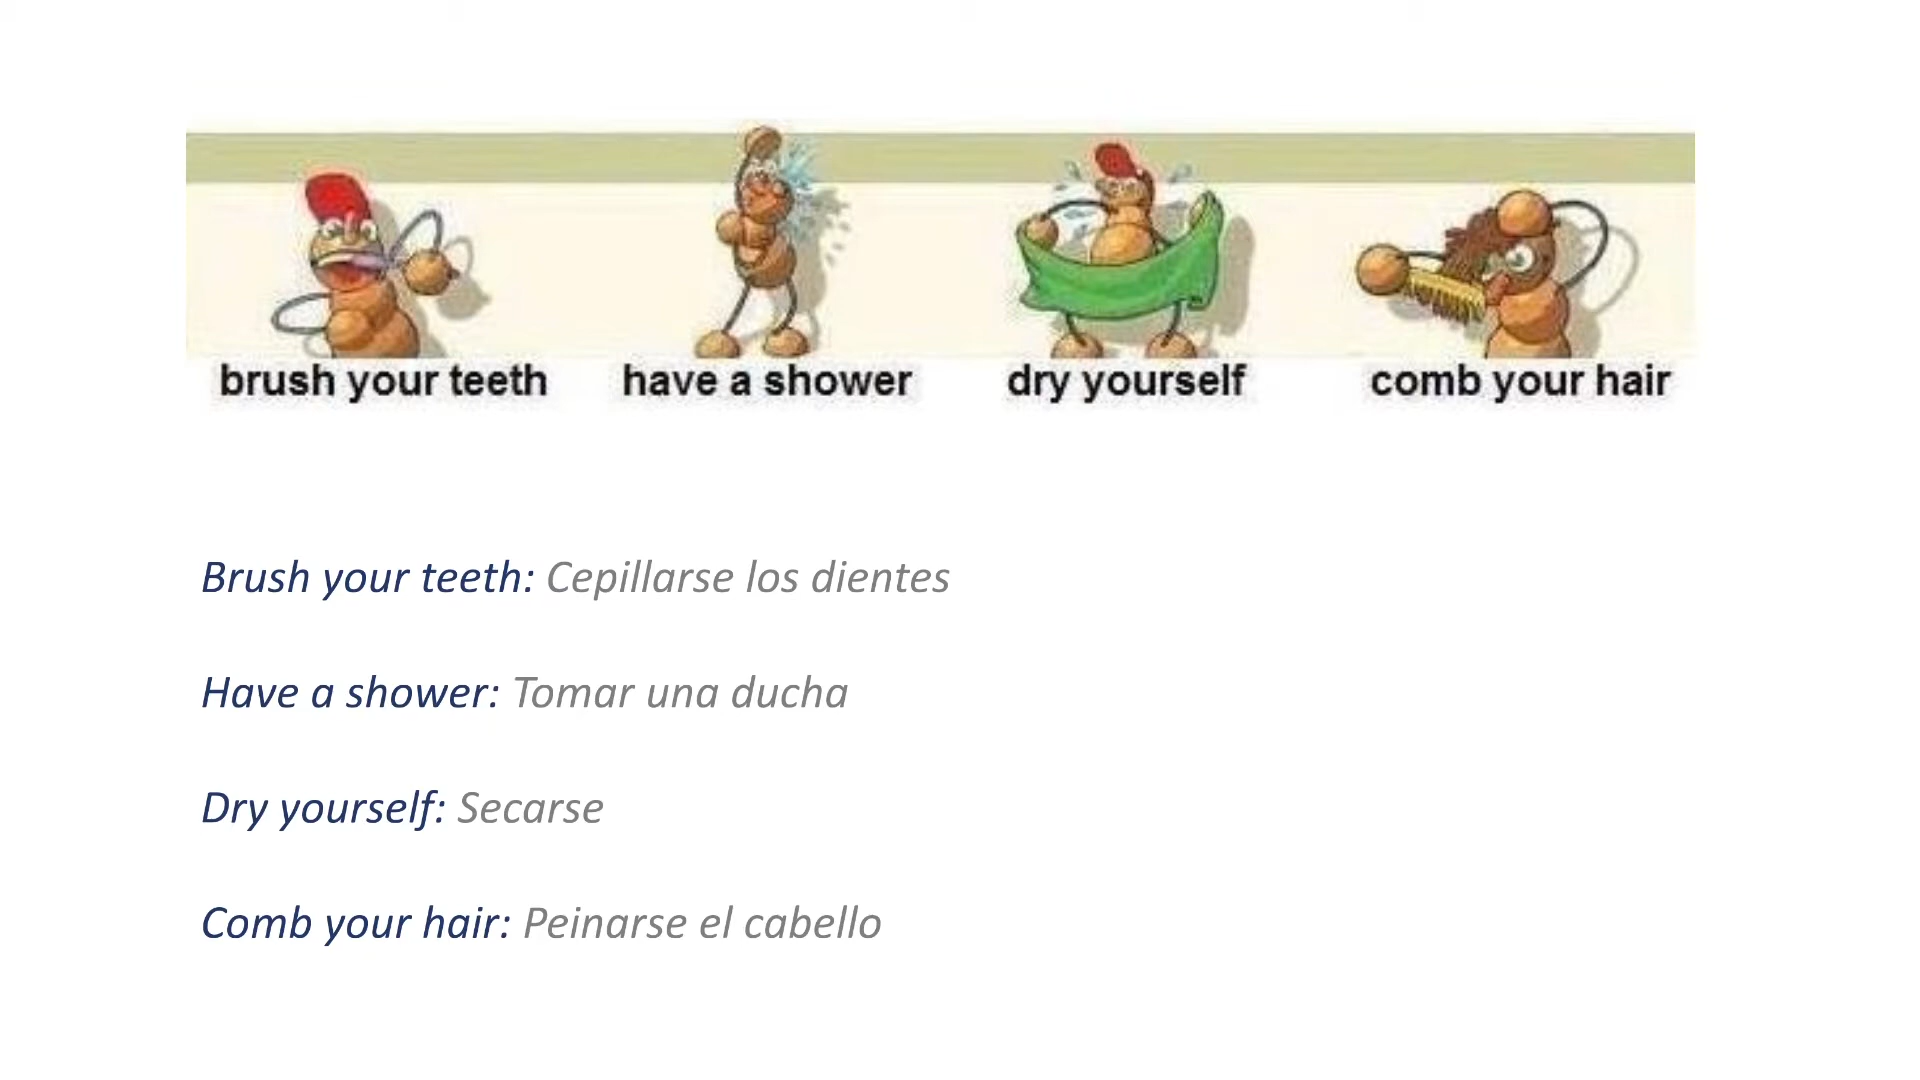 brush your teeth have a shower dry yourself comb your hair
Brush your teeth: Cepillarse los dientes
Have a shower: Tomar una ducha
Dry yourself: Secarse
Comb your hair: Peinarse el cabello